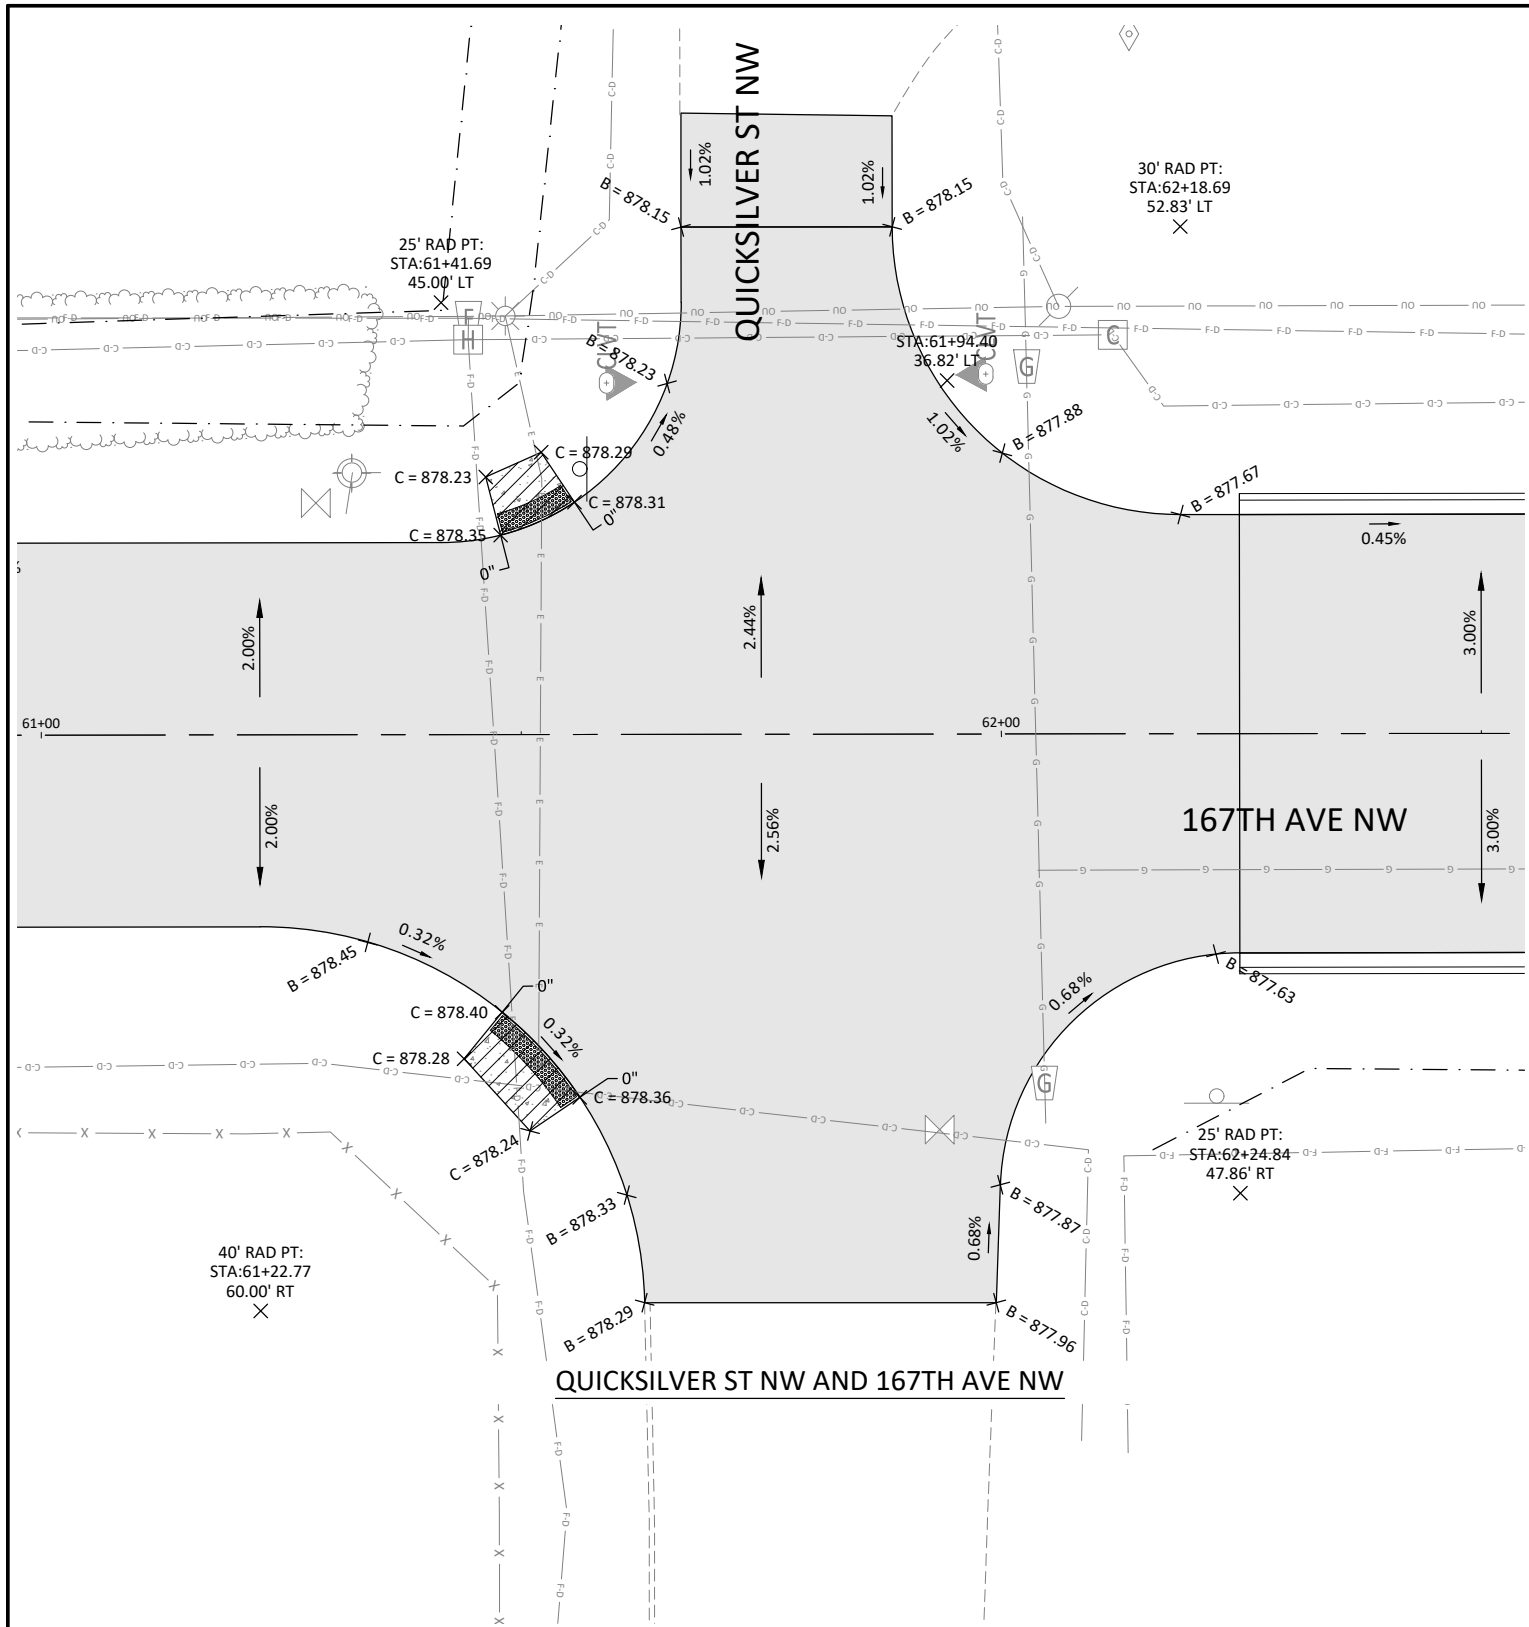 QUICKSILVER ST NW
1.02%
1.02%
B = 878.15
B = 878.15
30' RAD PT:
STA:62+18.69
52.83' LT
25' RAD PT:
STA:61+41.69
45.00' LT
F
H
CVT
B = 878.23
STA:61+94.40
36.82' LT
CVT
G
C
0.48%
1.02%
B = 877.88
C = 878.29
C = 878.23
C = 878.31
0"
C = 878.35
0"
B = 877.67
0.45%
2.00%
2.44%
3.00%
61+00
62+00
2.00%
2.56%
167TH AVE NW
3.00%
0.32%
B = 878.45
0"
C = 878.40
0.32%
C = 878.28
0"
C = 878.36
C = 878.24
0.68%
B = 877.63
G
25' RAD PT:
STA:62+24.84
47.86' RT
B = 878.33
B = 877.87
0.68%
40' RAD PT:
STA:61+22.77
60.00' RT
B = 878.29
B = 877.96
QUICKSILVER ST NW AND 167TH AVE NW